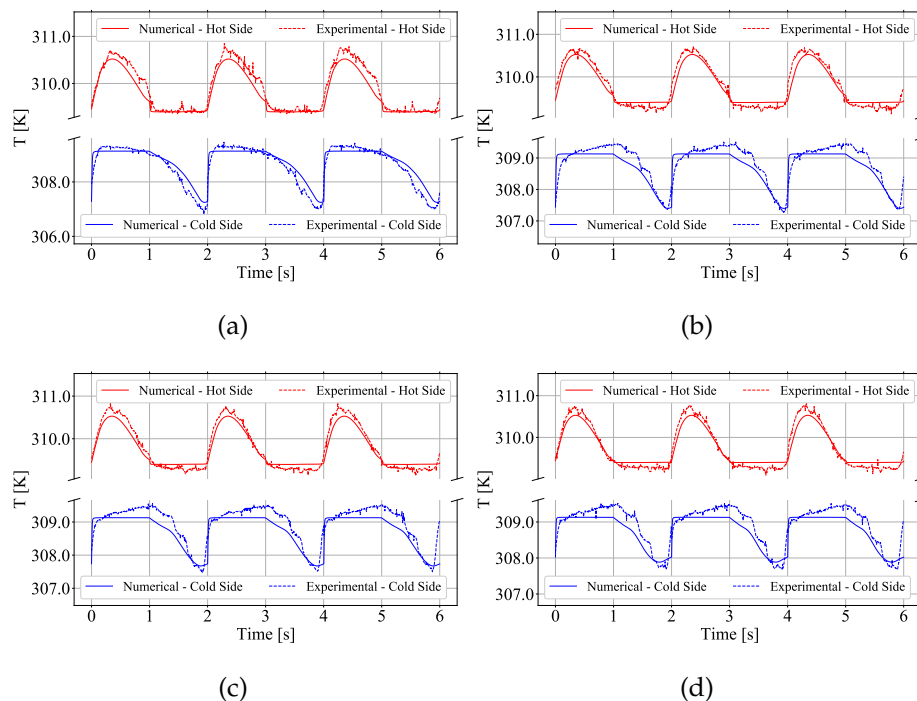 Numerical - Hot Side Experimental - Hot Side
311.0
310.0
T [K]
308.0
306.0
Numerical - Cold Side Experimental - Cold Side
0 1 2 3 4 5 6
Time [s]
(a)
Numerical - Hot Side Experimental - Hot Side
311.0
310.0
T [K]
309.0
308.0
307.0
Numerical - Cold Side Experimental - Cold Side
0 1 2 3 4 5 6
Time [s]
(b)
Numerical - Hot Side Experimental - Hot Side
311.0
310.0
T [K]
309.0
308.0
307.0
Numerical - Cold Side Experimental - Cold Side
0 1 2 3 4 5 6
Time [s]
(c)
Numerical - Hot Side Experimental - Hot Side
311.0
310.0
T [K]
309.0
308.0
307.0
Numerical - Cold Side Experimental - Cold Side
0 1 2 3 4 5 6
Time [s]
(d)